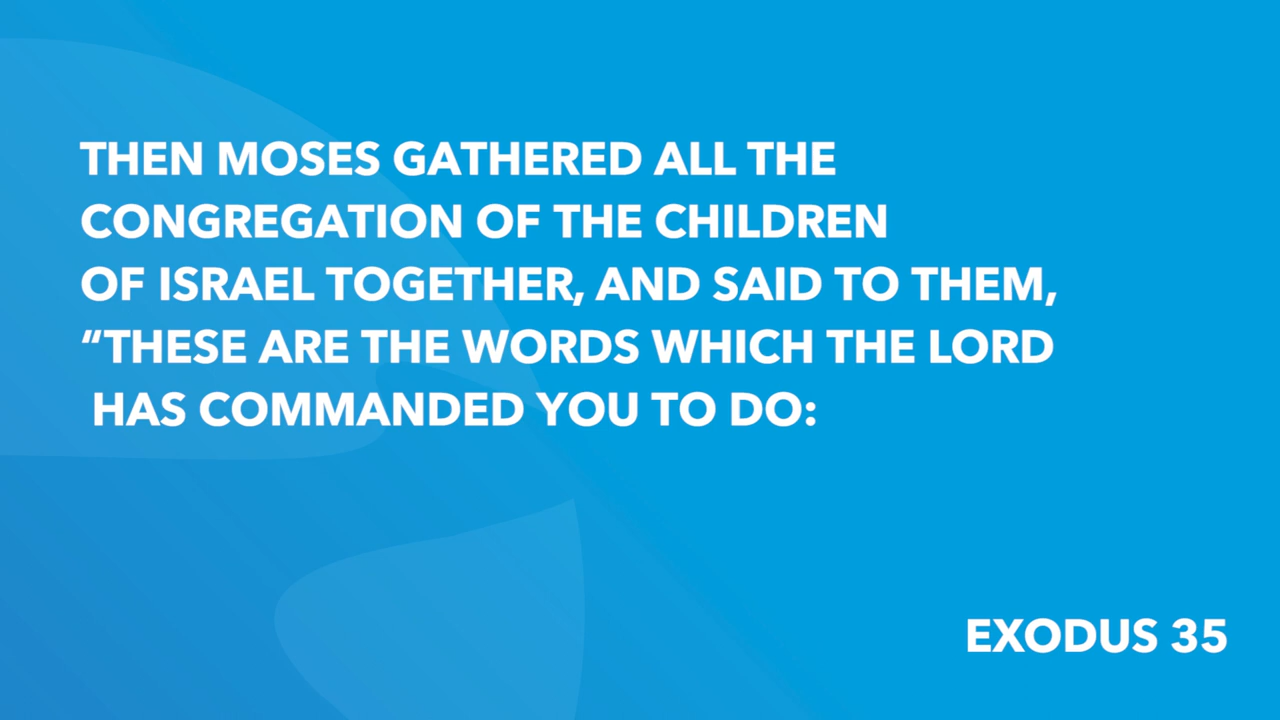 THEN MOSES GATHERED ALL THE
CONGREGATION OF THE CHILDREN
OF ISRAEL TOGETHER, AND SAID TO THEM,
“THESE ARE THE WORDS WHICH THE LORD
HAS COMMANDED YOU TO DO:
EXODUS 35